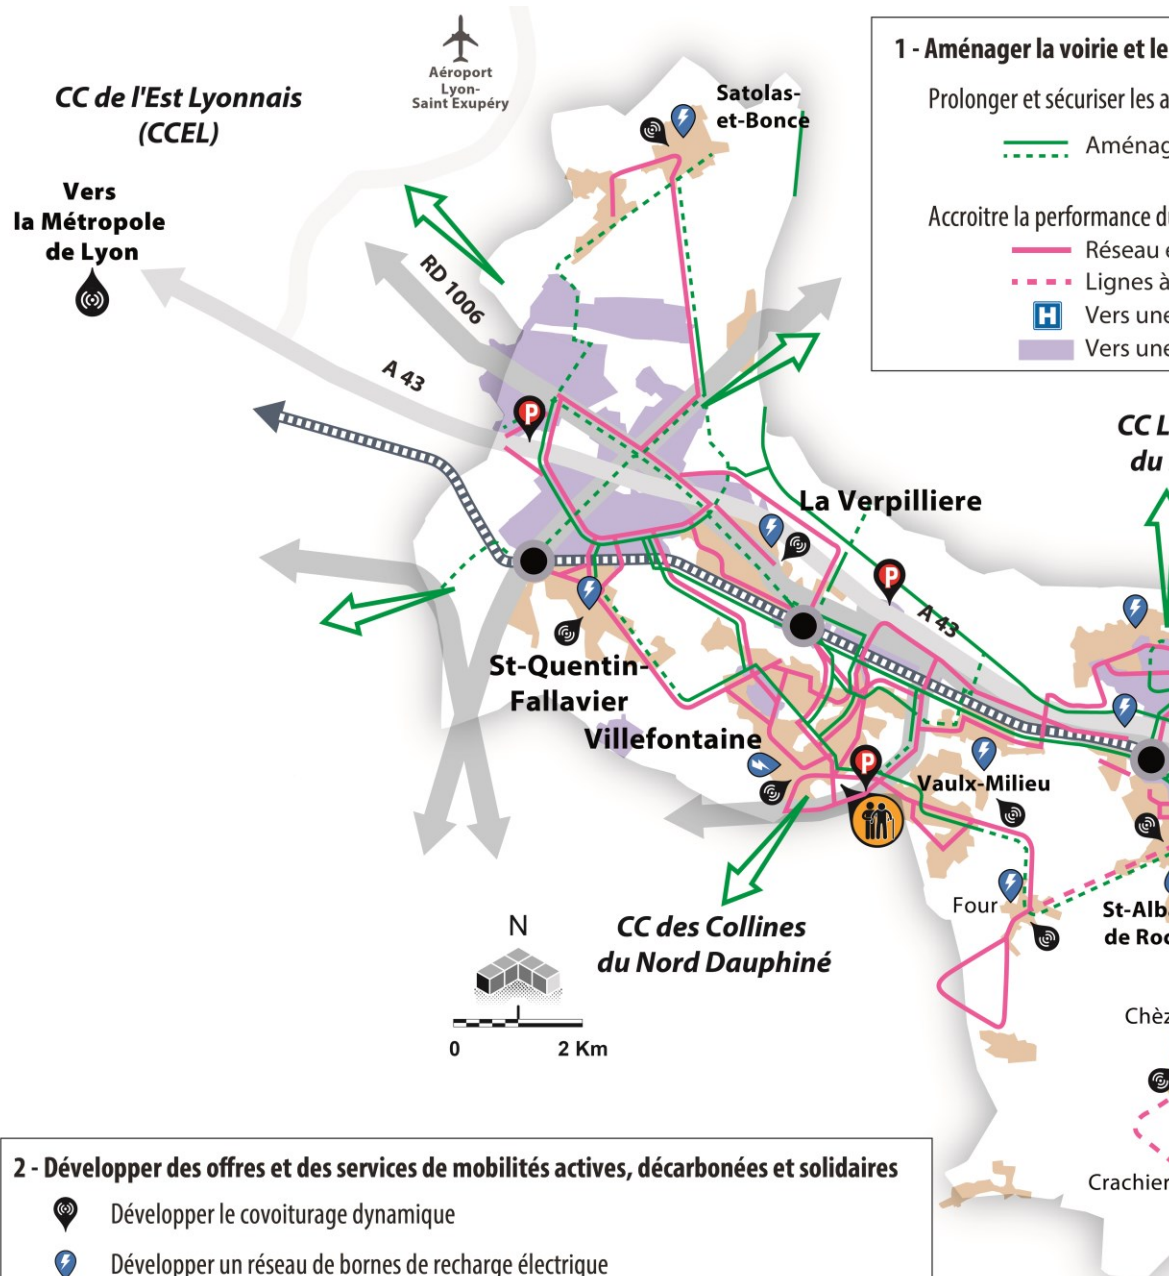 Aéroport
Lyon-
Saint Exupéry
CC de l'Est Lyonnais
(CCEL)
Vers
la Métropole
de Lyon
Satolas-
et-Bonce
RD 1006
A 43
1 - Aménager la voirie et le
Prolonger et sécuriser les a
Aménag
Accroitre la performance d
Réseau e
Lignes à
H
Vers une
Vers une
CC L
du
P
La Verpilliere
P
A 43
St-Quentin-
Fallavier
Villefontaine
P
Vaulx-Milieu
Four
St-Alb
de Roc
CC des Collines
du Nord Dauphiné
N
0 2 Km
Chèz
Crachier
2 - Développer des offres et des services de mobilités actives, décarbonées et solidaires
Développer le covoiturage dynamique
Développer un réseau de bornes de recharge électrique